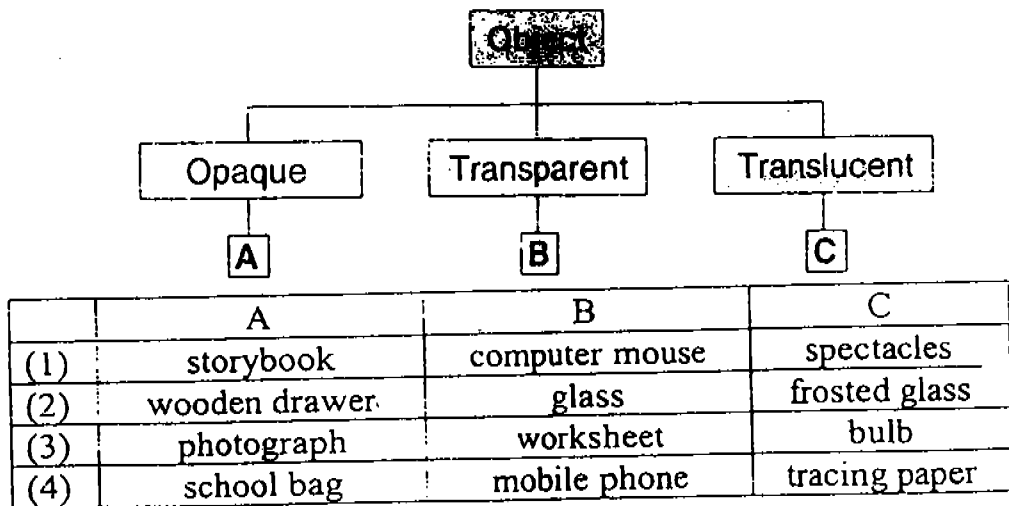 Object
Opaque Transparent Translucent
A B C
A B C
(1) storybook computer mouse spectacles
(2) wooden drawer glass frosted glass
(3) photograph worksheet bulb
(4) school bag mobile phone tracing paper